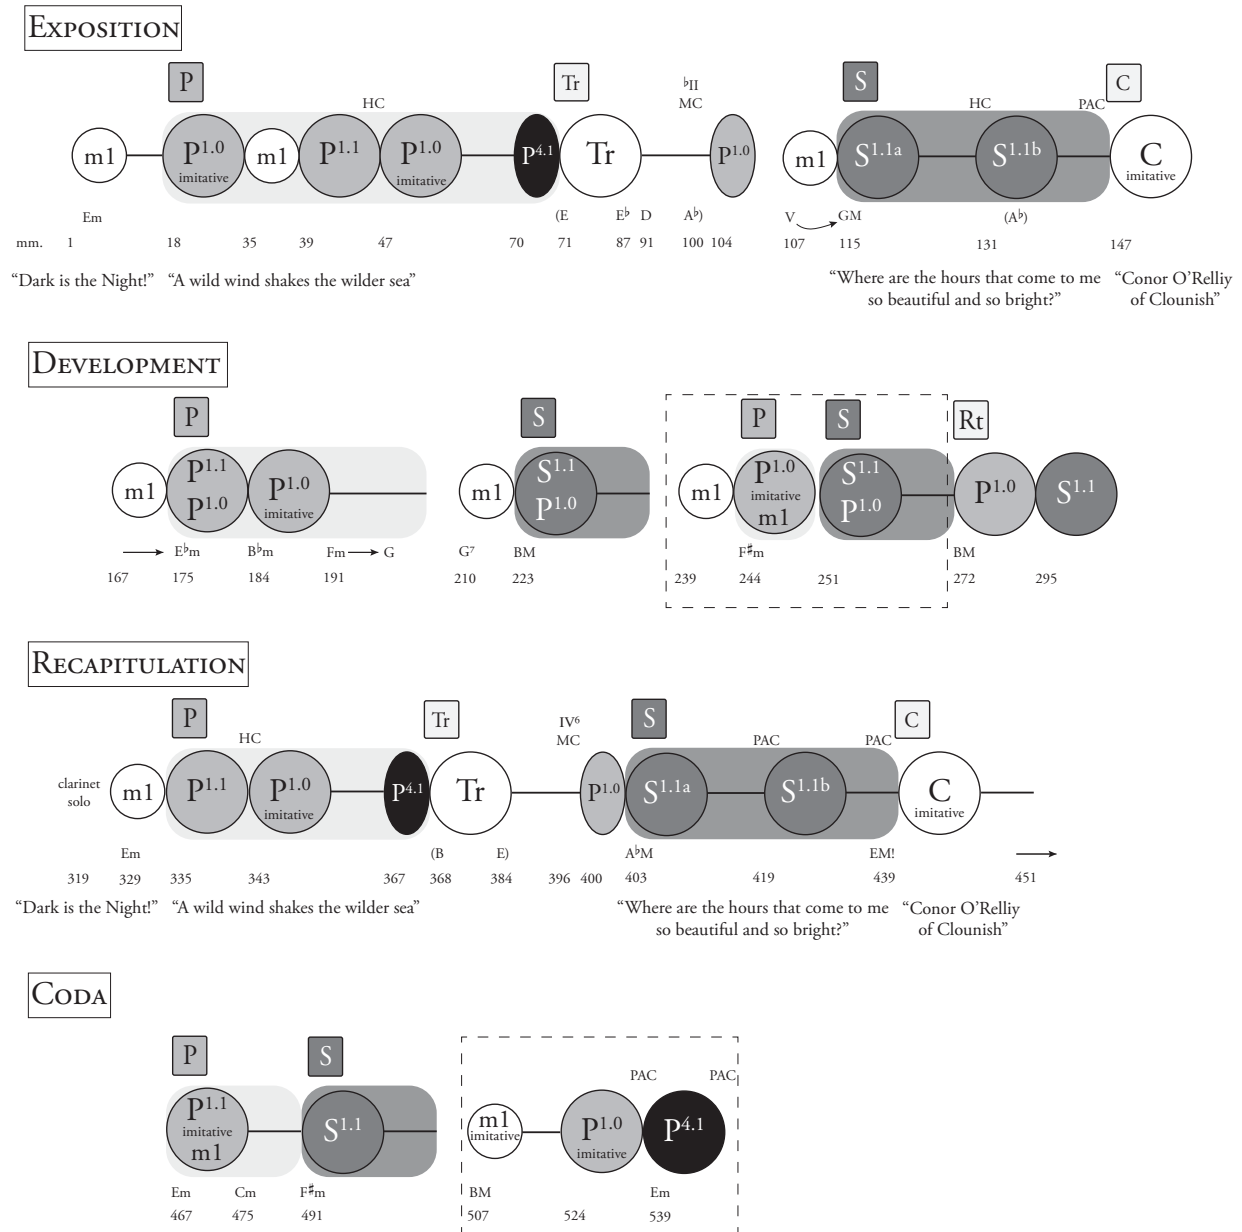 EXPOSITION
P Tr ♭II S C
HC MC HC PAC
m1 P1.0 imitative m1 P1.1 P1.0 imitative P4.1 Tr P1.0 m1 S1.1a S1.1b C imitative
Em (E E♭ D A♭) V GM (A♭)
mm. 1 18 35 39 47 70 71 87 91 100 104 107 115 131 147
“Dark is the Night!” “A wild wind shakes the wilder sea” “Where are the hours that come to me “Conor O’Relliy
so beautiful and so bright?” of Clounish”
DEVELOPMENT
P S P S Rt
m1 P1.1 P1.0 P1.0 imitative m1 S1.1 P1.0 m1 P1.0 imitative m1 S1.1 P1.0 P1.0 S1.1
E♭m B♭m Fm G G7 BM F♯m BM
167 175 184 191 210 223 239 244 251 272 295
RECAPITULATION
P Tr IV6 S C
HC MC PAC PAC
clarinet solo m1 P1.1 P1.0 imitative P4.1 Tr P1.0 S1.1a S1.1b C imitative
Em (B E) A♭M EM!
319 329 335 343 367 368 384 396 400 403 419 439 451
“Dark is the Night!” “A wild wind shakes the wilder sea” “Where are the hours that come to me “Conor O’Relliy
so beautiful and so bright?” of Clounish”
CODA
P S
PAC PAC
P1.1 imitative m1 S1.1 m1 imitative P1.0 imitative P4.1
Em Cm F♯m BM Em
467 475 491 507 524 539